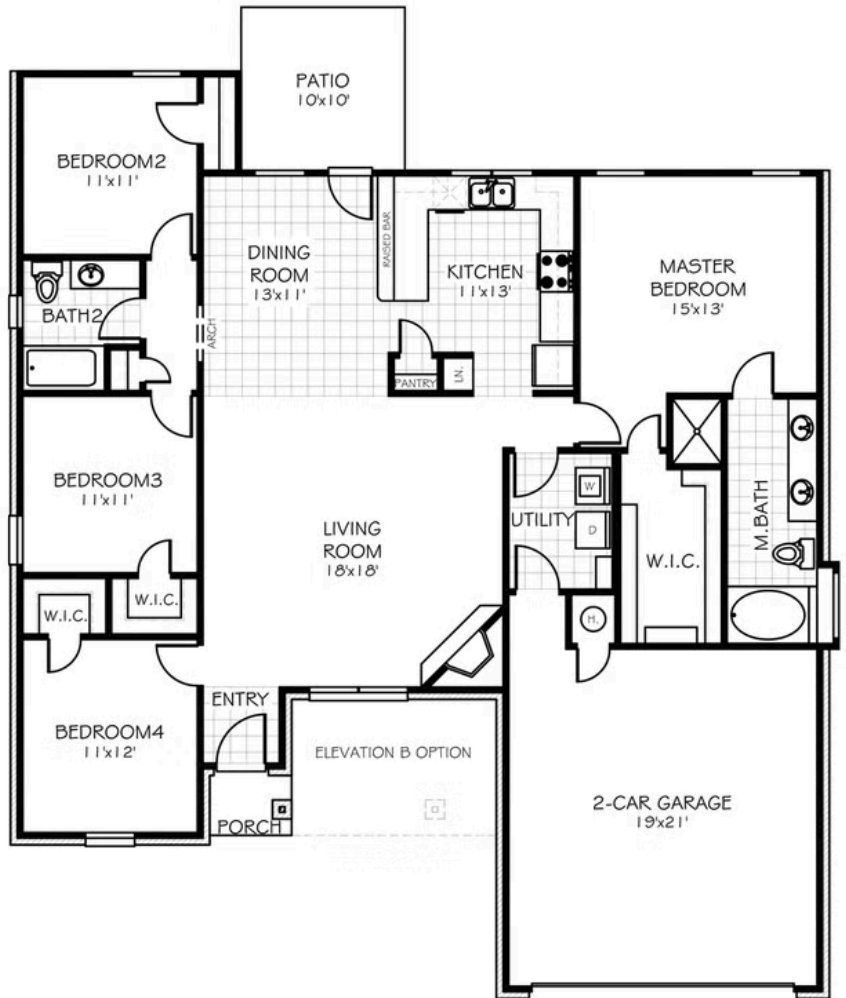 PATIO
10'x10'
BEDROOM2
11'x11'
DINING
ROOM
13'x11'
RAISED BAR
KITCHEN
11'x13'
MASTER
BEDROOM
15'x13'
BATH2
ARCH
PANTRY
LN.
BEDROOM3
11'x11'
LIVING
ROOM
18'x18'
UTILITY
W
D
W.I.C.
M.BATH
W.I.C.
W.I.C.
H.
ENTRY
BEDROOM4
11'x12'
ELEVATION B OPTION
PORCH
2-CAR GARAGE
19'x21'